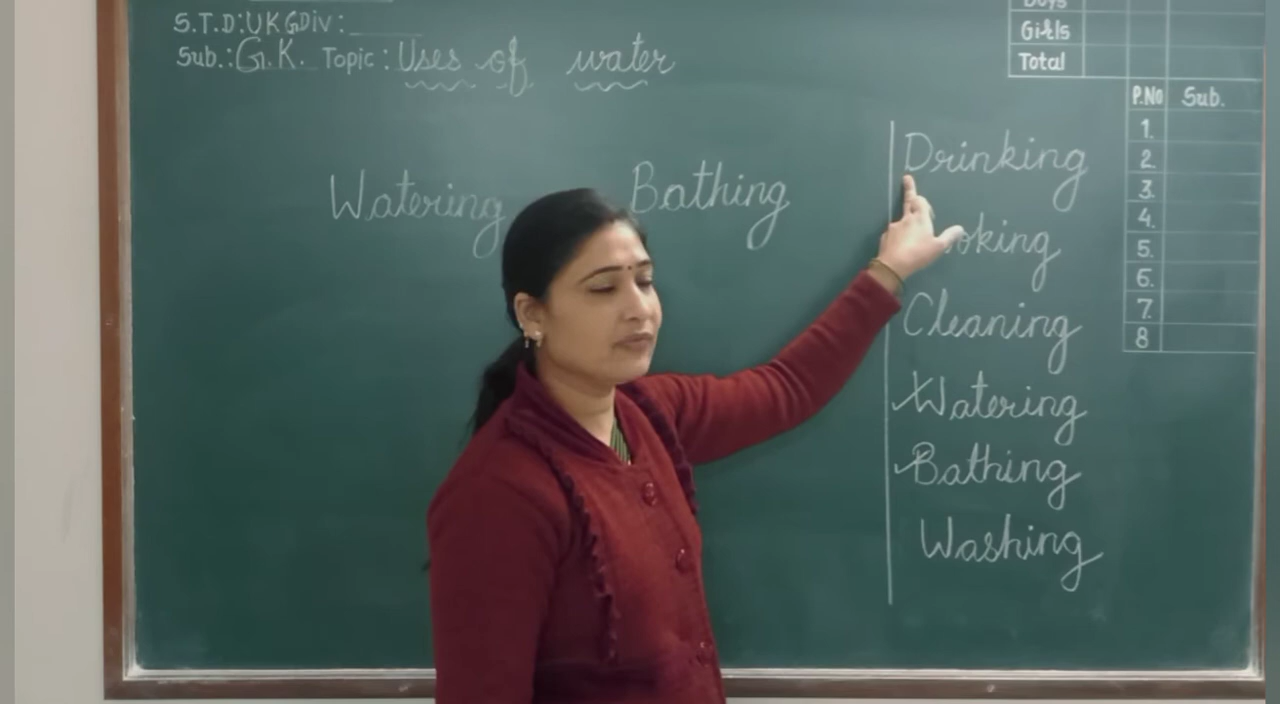 S.T.D: UKG Div:
Sub.: G.K. Topic: Uses of water
Watering Bathing
Drinking
Cleaning
Watering
Bathing
Washing
Girls
Total
P.No Sub.
1.
2.
3.
4.
5.
6.
7.
8